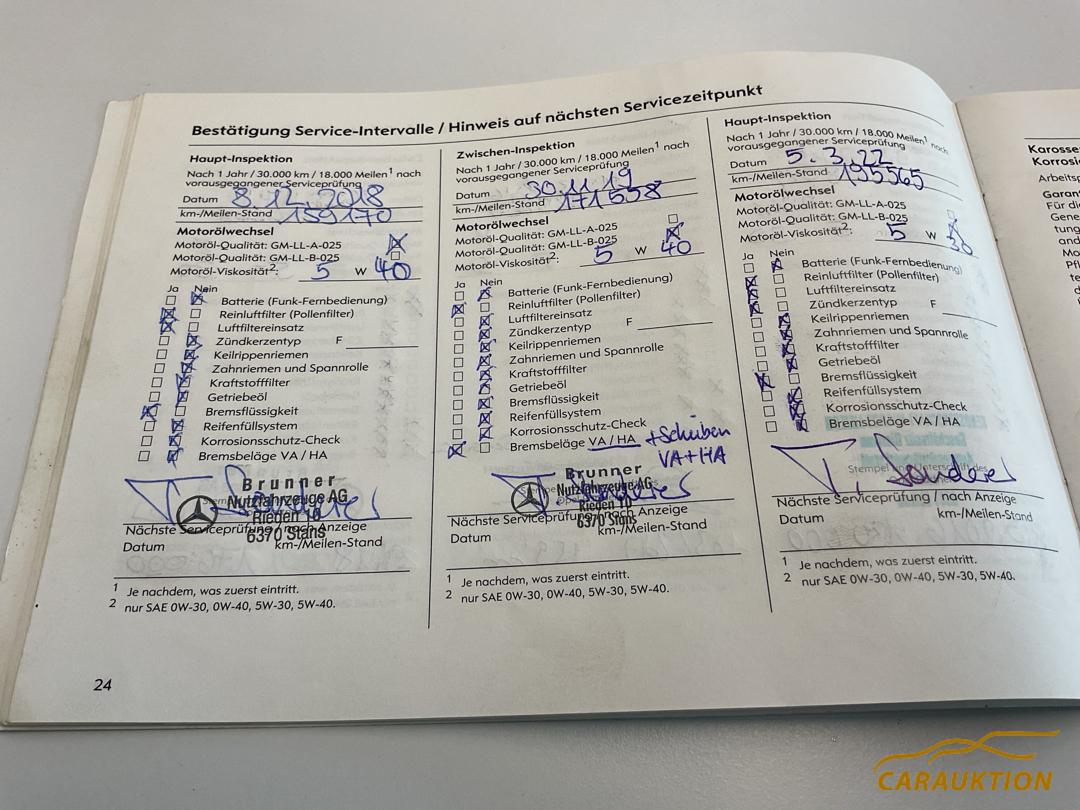 Bestätigung Service-Intervalle / Hinweis auf nächsten Servicezeitpunkt
Haupt-Inspektion
Nach 1 Jahr / 30.000 km / 18.000 Meilen1 nach
vorausgegangener Serviceprüfung
Datum 8.12.2018
km-/Meilen-Stand 159170
Motorölwechsel
Motoröl-Qualität: GM-LL-A-025
Motoröl-Qualität: GM-LL-B-025
Motoröl-Viskosität2: 5 W 40
Ja Nein
Batterie (Funk-Fernbedienung)
Reinluftfilter (Pollenfilter)
Luftfiltereinsatz
Zündkerzentyp F
Keilrippenriemen
Zahnriemen und Spannrolle
Kraftstofffilter
Getriebeöl
Bremsflüssigkeit
Reifenfüllsystem
Korrosionsschutz-Check
Bremsbeläge VA / HA
Brunner
Nutzfahrzeuge AG
Rieden 10
6370 Stans
Nächste Serviceprüfung / nach Anzeige
Datum km-/Meilen-Stand
1 Je nachdem, was zuerst eintritt.
2 nur SAE 0W-30, 0W-40, 5W-30, 5W-40.
Zwischen-Inspektion
Nach 1 Jahr / 30.000 km / 18.000 Meilen1 nach
vorausgegangener Serviceprüfung
Datum 30.11.19
km-/Meilen-Stand 171558
Motorölwechsel
Motoröl-Qualität: GM-LL-A-025
Motoröl-Qualität: GM-LL-B-025
Motoröl-Viskosität2: 5 W 40
Ja Nein
Batterie (Funk-Fernbedienung)
Reinluftfilter (Pollenfilter)
Luftfiltereinsatz
Zündkerzentyp F
Keilrippenriemen
Zahnriemen und Spannrolle
Kraftstofffilter
Getriebeöl
Bremsflüssigkeit
Reifenfüllsystem
Korrosionsschutz-Check
Bremsbeläge VA / HA + Scheiben
VA+HA
Brunner
Nutzfahrzeuge AG
Rieden 10
6370 Stans
Nächste Serviceprüfung / nach Anzeige
Datum km-/Meilen-Stand
1 Je nachdem, was zuerst eintritt.
2 nur SAE 0W-30, 0W-40, 5W-30, 5W-40.
Haupt-Inspektion
Nach 1 Jahr / 30.000 km / 18.000 Meilen1 nach
vorausgegangener Serviceprüfung
Datum 5.3.22
km-/Meilen-Stand 195565
Motorölwechsel
Motoröl-Qualität: GM-LL-A-025
Motoröl-Qualität: GM-LL-B-025
Motoröl-Viskosität2: 5 W 30
Ja Nein
Batterie (Funk-Fernbedienung)
Reinluftfilter (Pollenfilter)
Luftfiltereinsatz
Zündkerzentyp F
Keilrippenriemen
Zahnriemen und Spannrolle
Kraftstofffilter
Getriebeöl
Bremsflüssigkeit
Reifenfüllsystem
Korrosionsschutz-Check
Bremsbeläge VA / HA
Stempel Unterschrift des
Nächste Serviceprüfung / nach Anzeige
Datum km-/Meilen-Stand
1 Je nachdem, was zuerst eintritt.
2 nur SAE 0W-30, 0W-40, 5W-30, 5W-40.
24
CARAUKTION